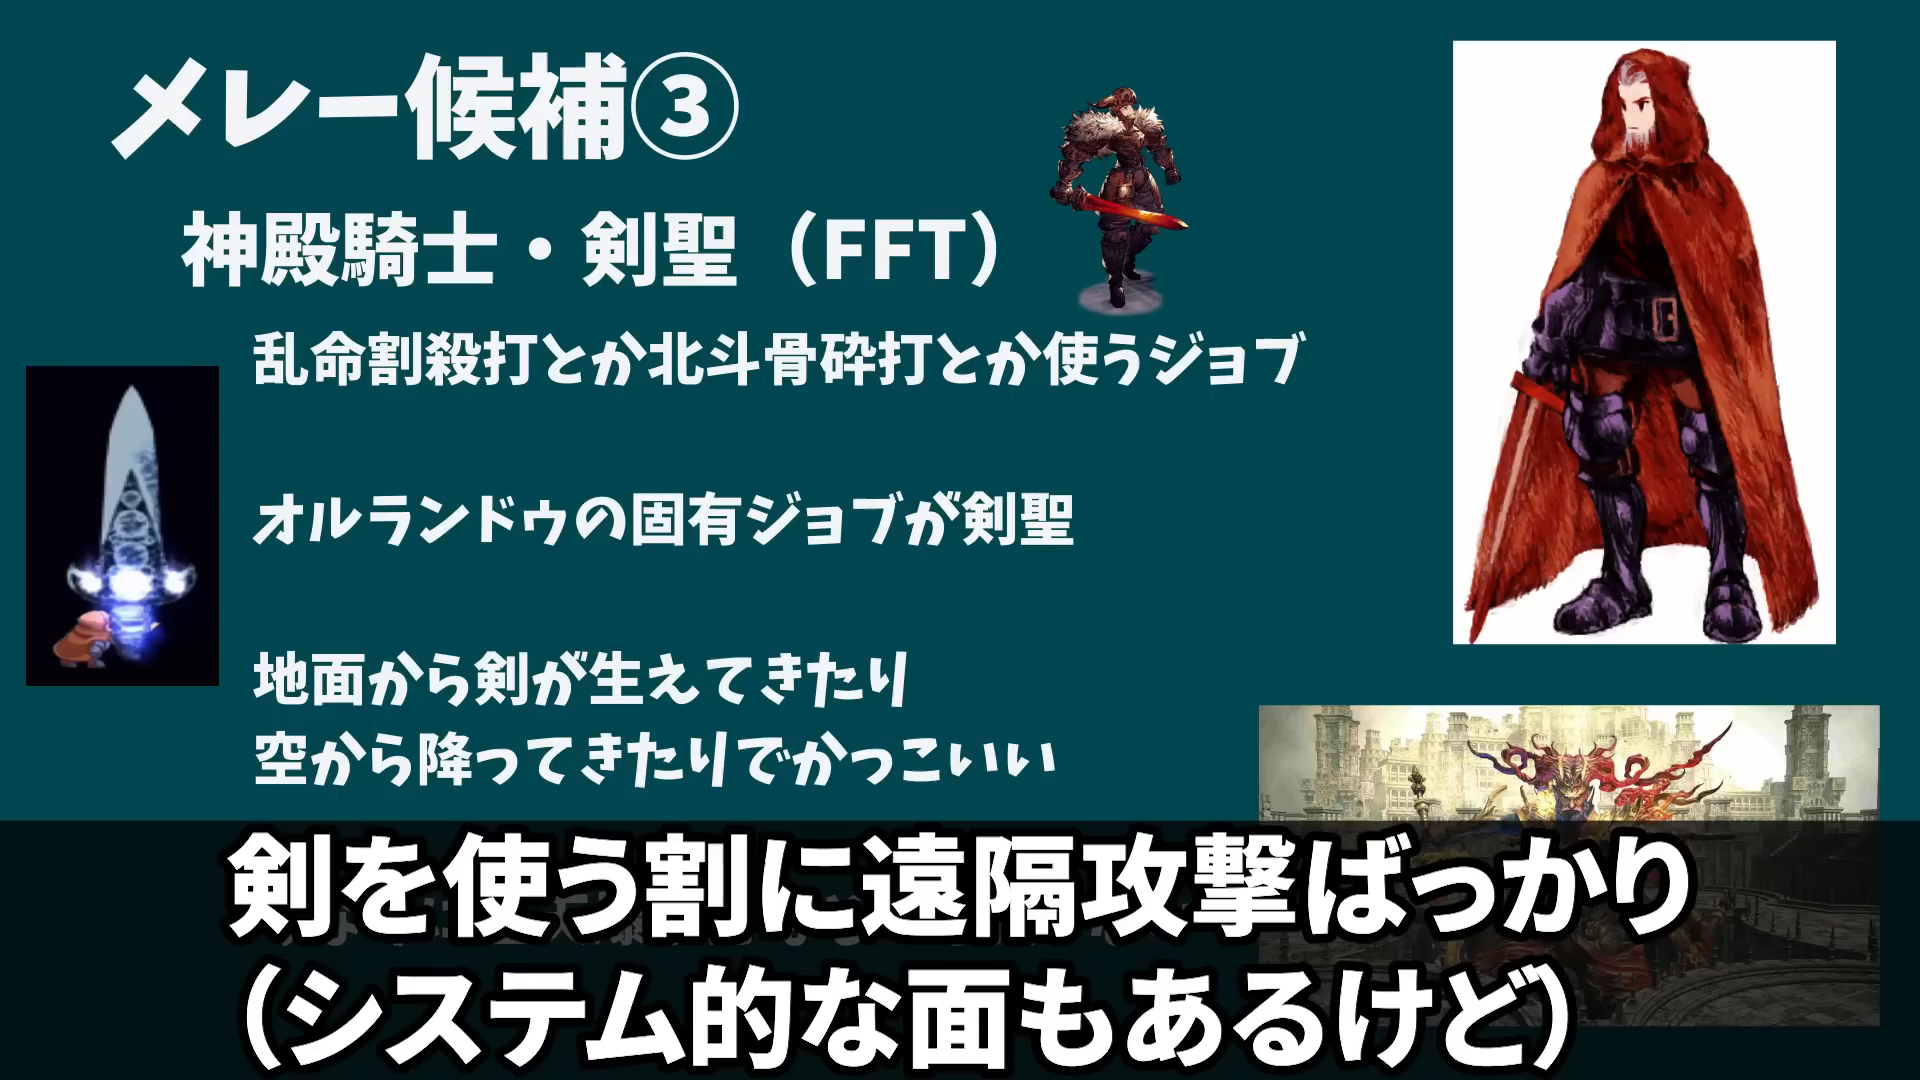 メレー候補③
神殿騎士・剣聖（FFT）
乱命割殺打とか北斗骨砕打とか使うジョブ
オルランドゥの固有ジョブが剣聖
地面から剣が生えてきたり
空から降ってきたりでかっこいい
剣を使う割に遠隔攻撃ばっかり
（システム的な面もあるけど）